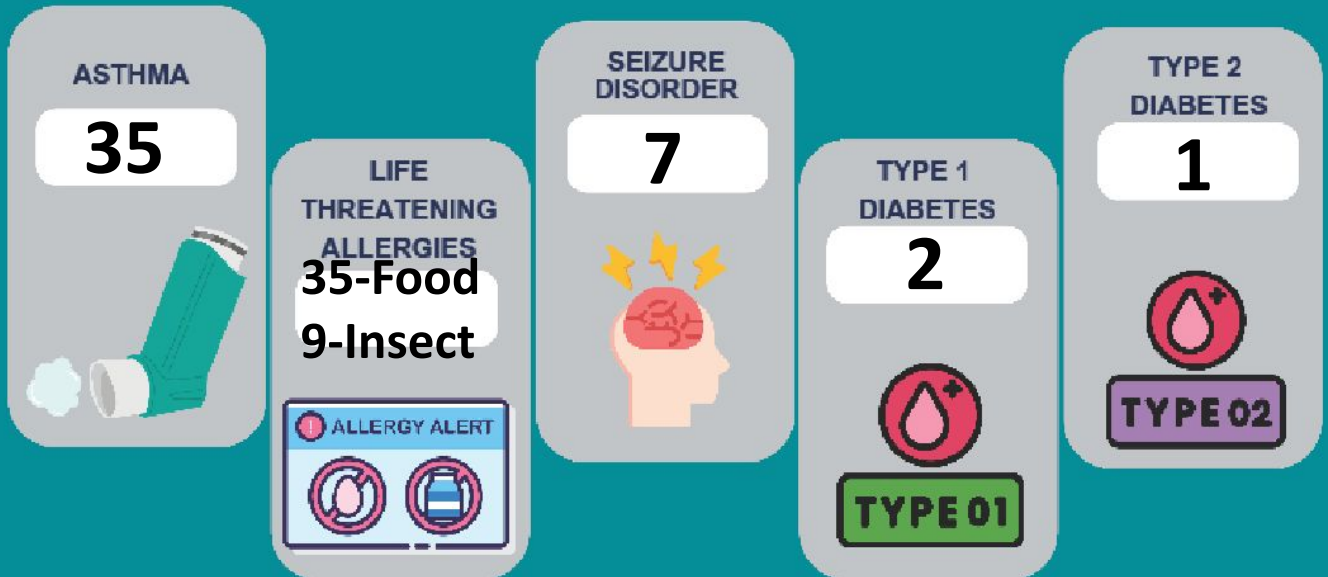 ASTHMA
35
LIFE
THREATENING
ALLERGIES
35-Food
9-Insect
ALLERGY ALERT
SEIZURE
DISORDER
7
TYPE 1
DIABETES
2
TYPE 01
TYPE 2
DIABETES
1
TYPE 02